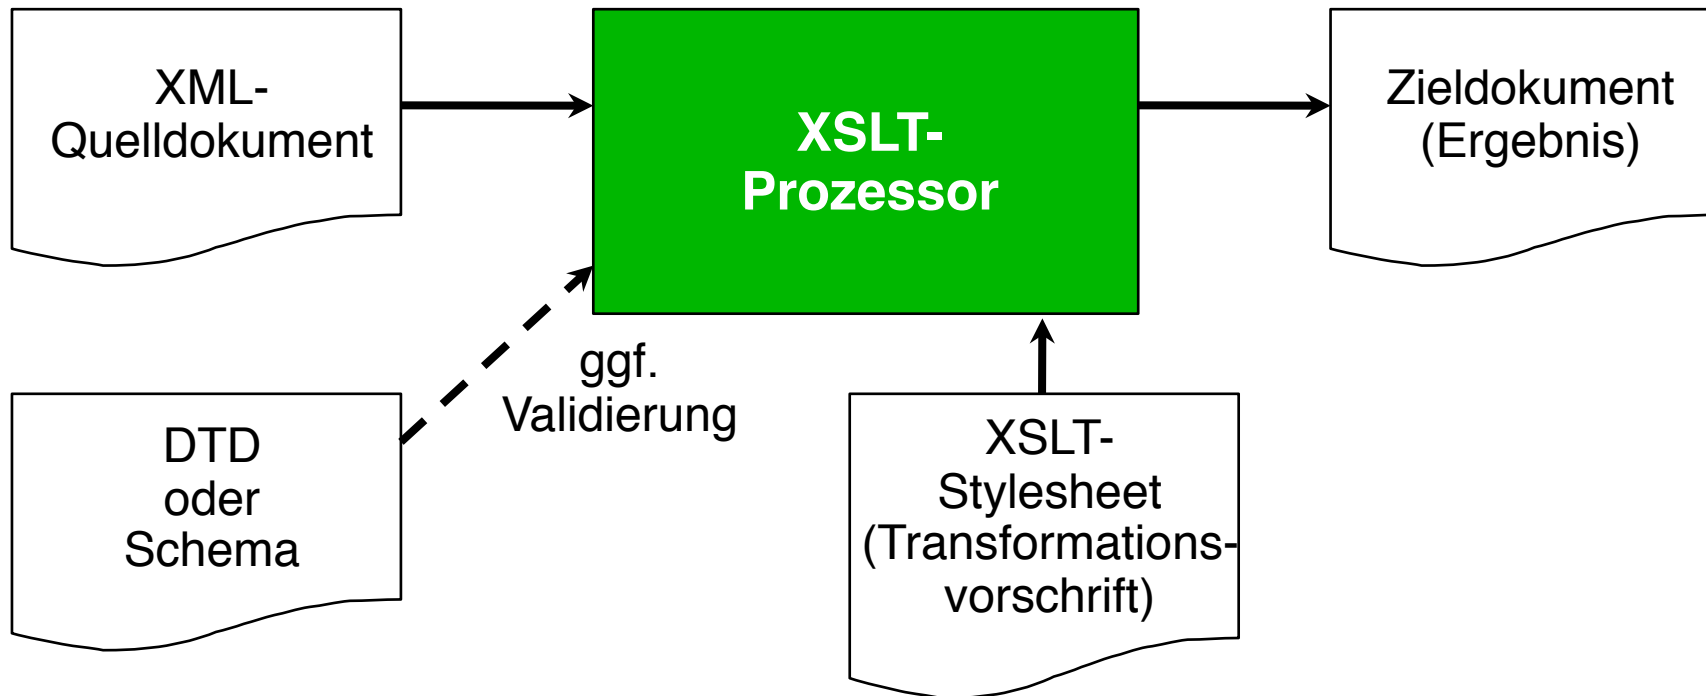 XML-
Quelldokument
XSLT-
Prozessor
Zieldokument
(Ergebnis)
ggf.
Validierung
DTD
oder
Schema
XSLT-
Stylesheet
(Transformations-
vorschrift)